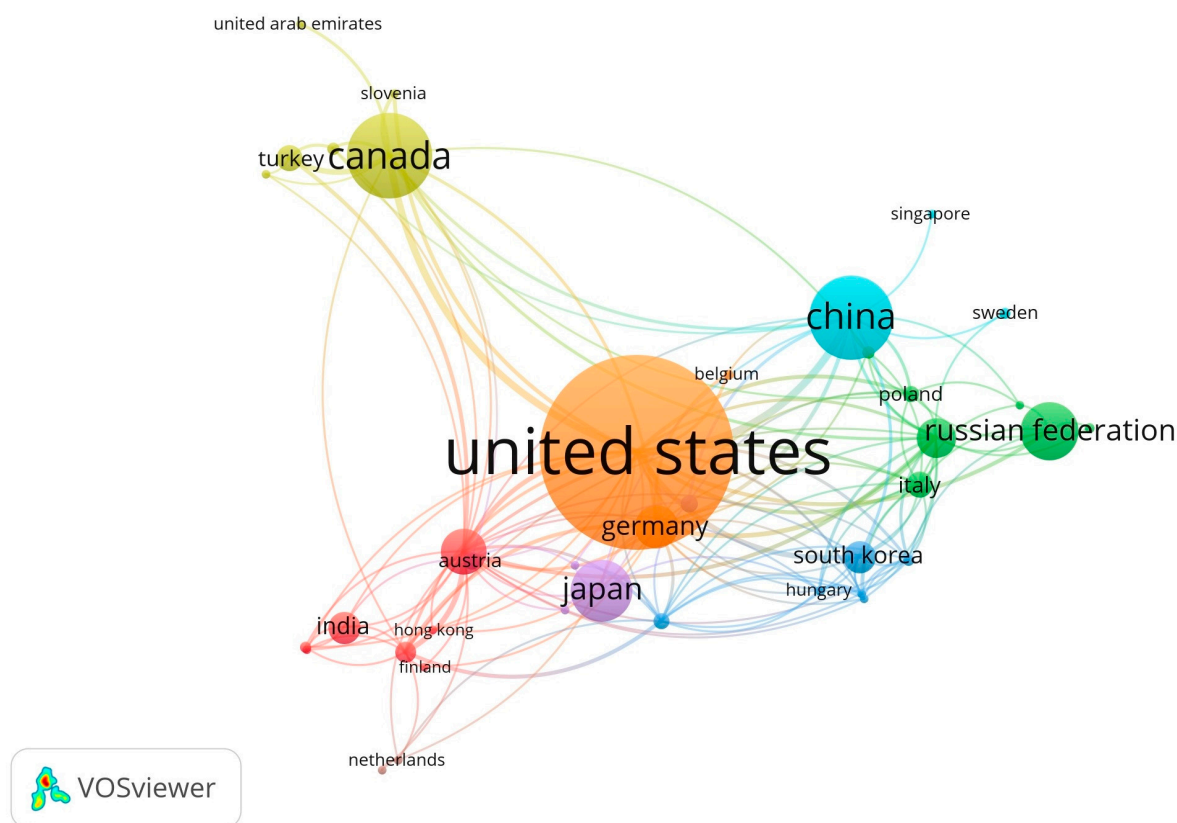 united arab emirates
slovenia
turkey
canada
singapore
china
sweden
belgium
poland
russian federation
united states
italy
germany
south korea
austria
japan
hungary
india
hong kong
finland
netherlands
VOSviewer